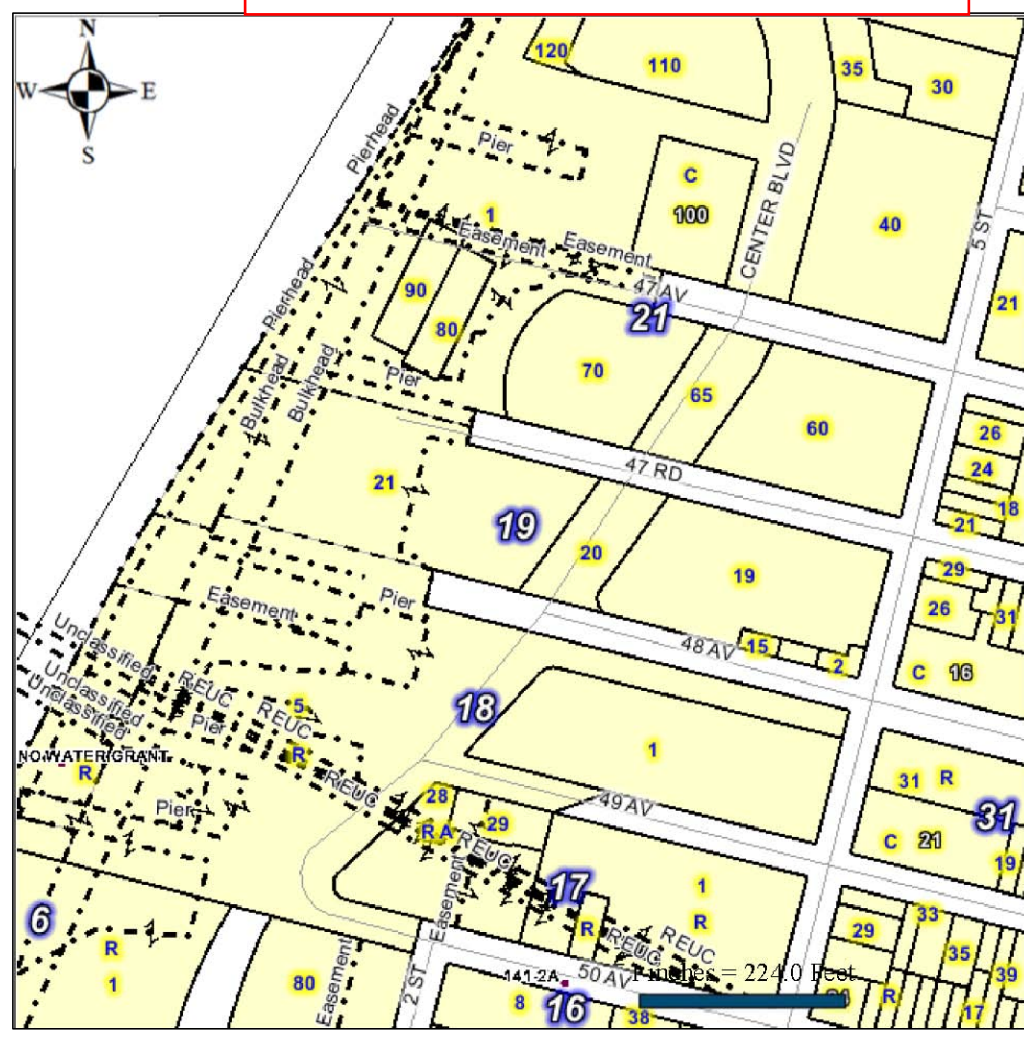 N
W E
S
120
110
35
30
Pierhead
Pier
C
100
CENTER BLVD
40
5 ST
1
Easement
Easement
47 AV
21
21
90
80
Pierhead
Bulkhead
Bulkhead
Pier
70
65
60
26
24
18
21
47 RD
21
19
20
19
29
26
31
C 16
Easement
Pier
48 AV
15
2
Unclassified
Unclassified
Unclassified
REUC
REUC
Pier
5
R
18
1
NO WATER GRANT
R
REUC
31 R
31
C 21
19
Pier
28
RA
29
49 AV
REUC
17
1
R
Easement
R
REUC
REUC
33
29
35
39
6
R
1
80
Easement
2 ST
141-2A
50 AV
8
16
38
R
17